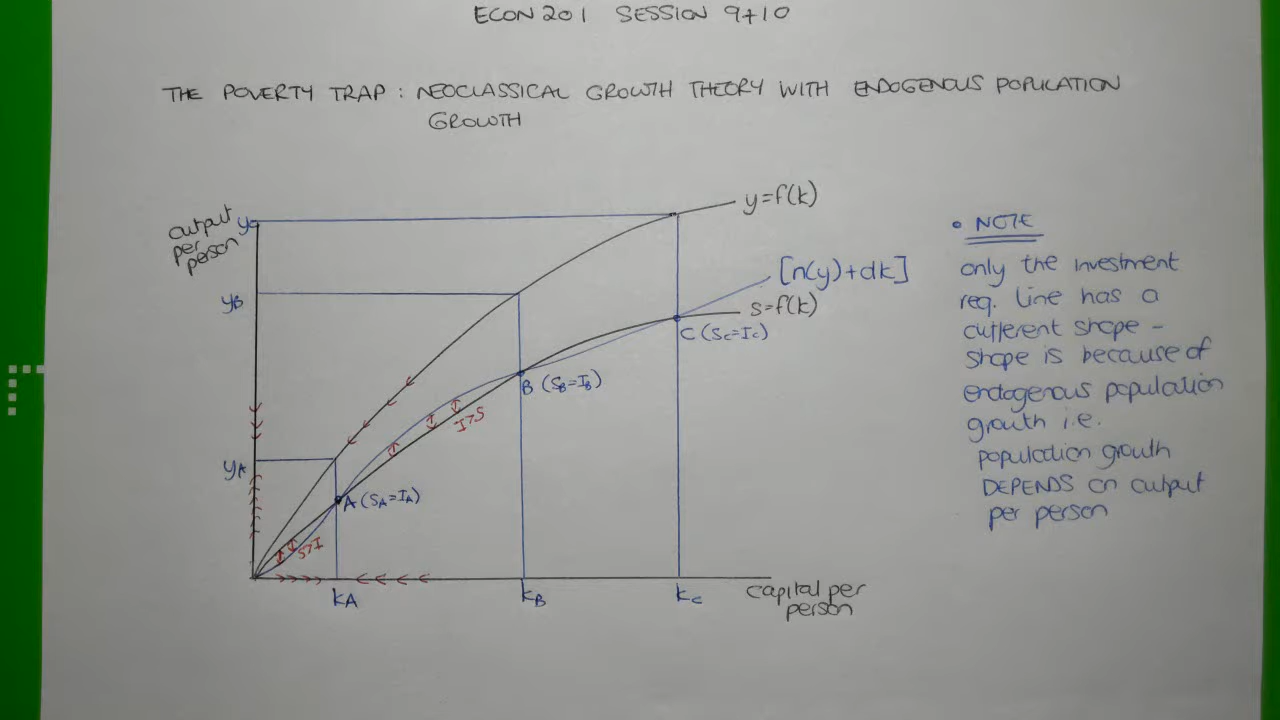 ECON 201 SESSION 9+10
THE POVERTY TRAP : NEOCLASSICAL GROWTH THEORY WITH ENDOGENOUS POPULATION
GROWTH
output
per
person
yc
y=f(k)
[n(y)+dk]
s=f(k)
C (Sc=Ic)
yB
B (SB=IB)
I>S
yA
A (SA=IA)
S>I
kA
kB
kc
capital per
person
• NOTE
only the investment
req. line has a
different shape -
shape is because of
endogenous population
growth i.e.
population growth
DEPENDS on output
per person